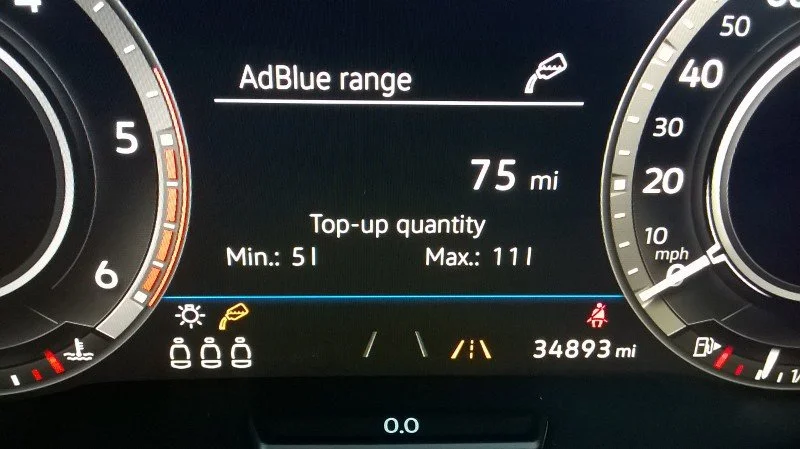 AdBlue range
75 mi
Top-up quantity
Min.: 5 l
Max.: 11 l
5
6
50
40
30
20
10
mph
0
34893 mi
0.0